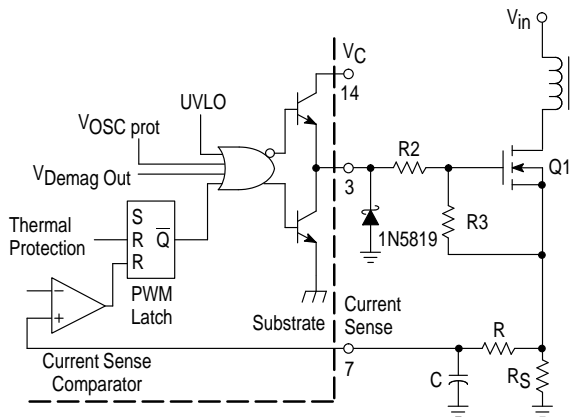 Vin
VC
14
UVLO
VOSC prot
VDemag Out
3
R2
Q1
R3
1N5819
Thermal
Protection
S
R Q̅
R
PWM
Latch
Substrate
Current
Sense
7
R
C
RS
−
+
Current Sense
Comparator